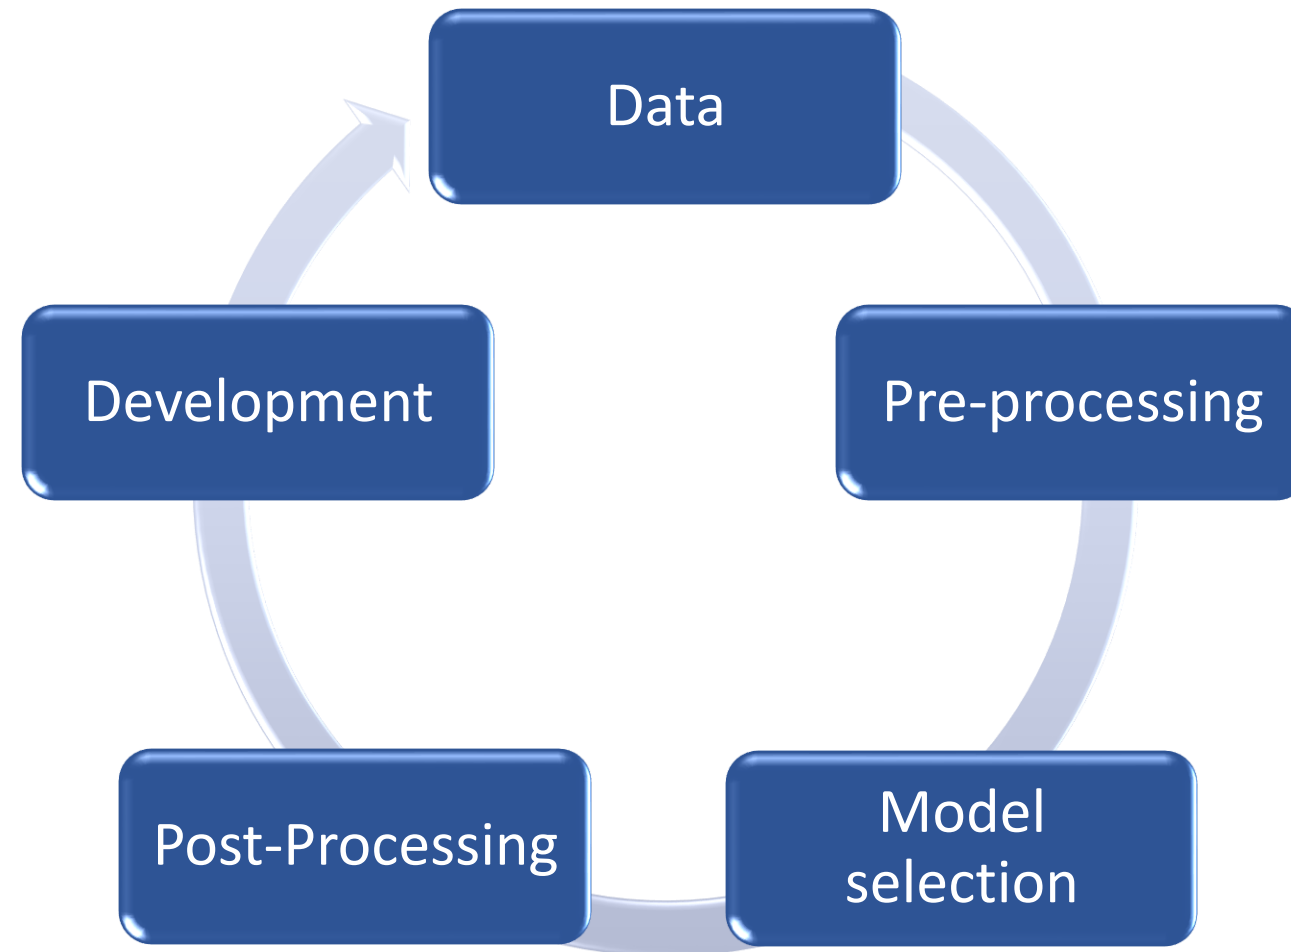 Data
Pre-processing
Model
selection
Post-Processing
Development